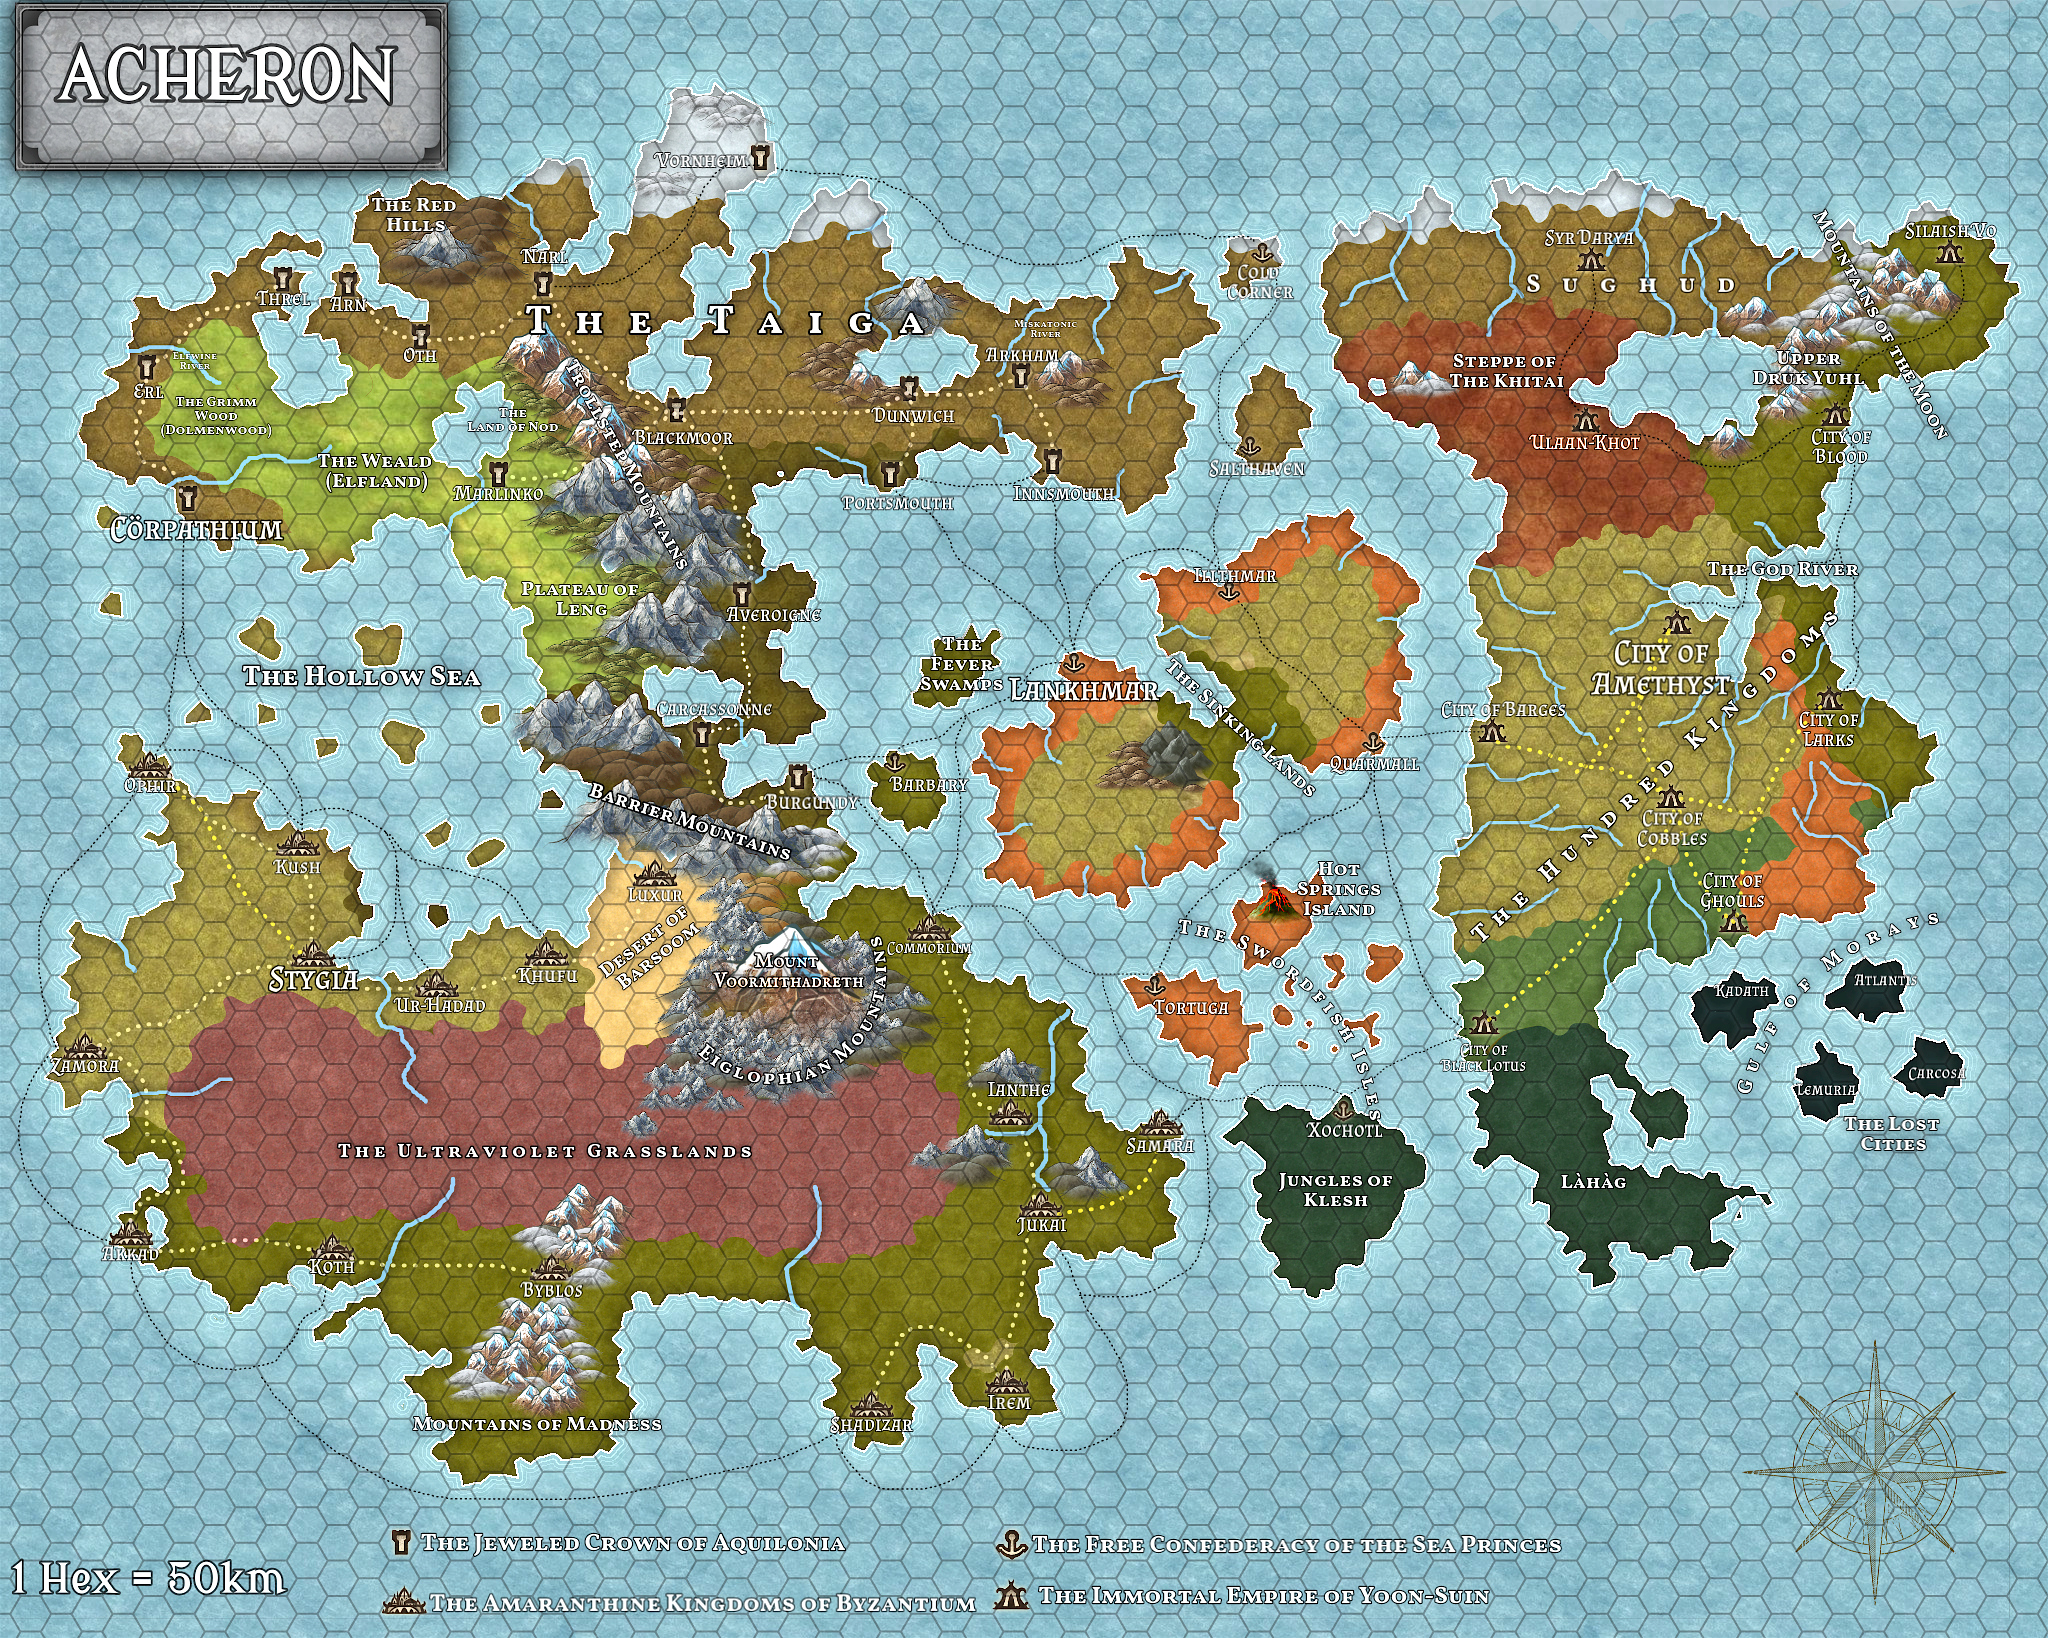 ACHERON
VORNHEIM
THE RED
HILLS
NARL
THREL
ARN
OTH
THE TAIGA
COLD
CORNER
SYR DARYA
SUGHUD
MOUNTAINS OF THE MOON
SILAISH VO
ELFWINE
RIVER
ERL
THE GRIMM
WOOD
(DOLMENWOOD)
THE
LAND OF NOD
TROLLSTEP MOUNTAINS
BLACKMOOR
MISKATONIC
RIVER
ARKHAM
DUNWICH
STEPPE OF
THE KHITAI
UPPER
DRUK YUHL
ULAAN-KHOT
CITY OF
BLOOD
THE WEALD
(ELFLAND)
MARLINKO
PORTSMOUTH
INNSMOUTH
SALTHAVEN
CÖRPATHIUM
PLATEAU OF
LENG
AVEROIGNE
ILLTHMAR
THE GOD RIVER
THE HOLLOW SEA
THE
FEVER
SWAMPS
LANKHMAR
THE SINKING LANDS
CITY OF
AMETHYST
CARCASSONNE
CITY OF BARGES
CITY OF
LARKS
QUARMALL
OPHIR
BARBARY
BURGUNDY
BARRIER MOUNTAINS
THE HUNDRED KINGDOMS
CITY OF
COBBLES
KUSH
LUXUR
HOT
SPRINGS
ISLAND
CITY OF
GHOULS
DESERT OF
BARSOOM
COMMORIUM
THE SWORDFISH ISLES
GULF OF MORAYS
STYGIA
KHUFU
UR-HADAD
MOUNT
VOORMITHADRETH
EIGLOPHIAN MOUNTAINS
TORTUGA
KADATH
ATLANTIS
ZAMORA
CITY OF
BLACK LOTUS
LEMURIA
CARCOSA
IANTHE
THE LOST
CITIES
XOCHOTL
SAMARA
THE ULTRAVIOLET GRASSLANDS
JUNGLES OF
KLESH
LÀHÀG
JUKAI
ARKAD
KOTH
BYBLOS
MOUNTAINS OF MADNESS
SHADIZAR
IREM
THE JEWELED CROWN OF AQUILONIA
THE FREE CONFEDERACY OF THE SEA PRINCES
1 HEX = 50km
THE AMARANTHINE KINGDOMS OF BYZANTIUM
THE IMMORTAL EMPIRE OF YOON-SUIN